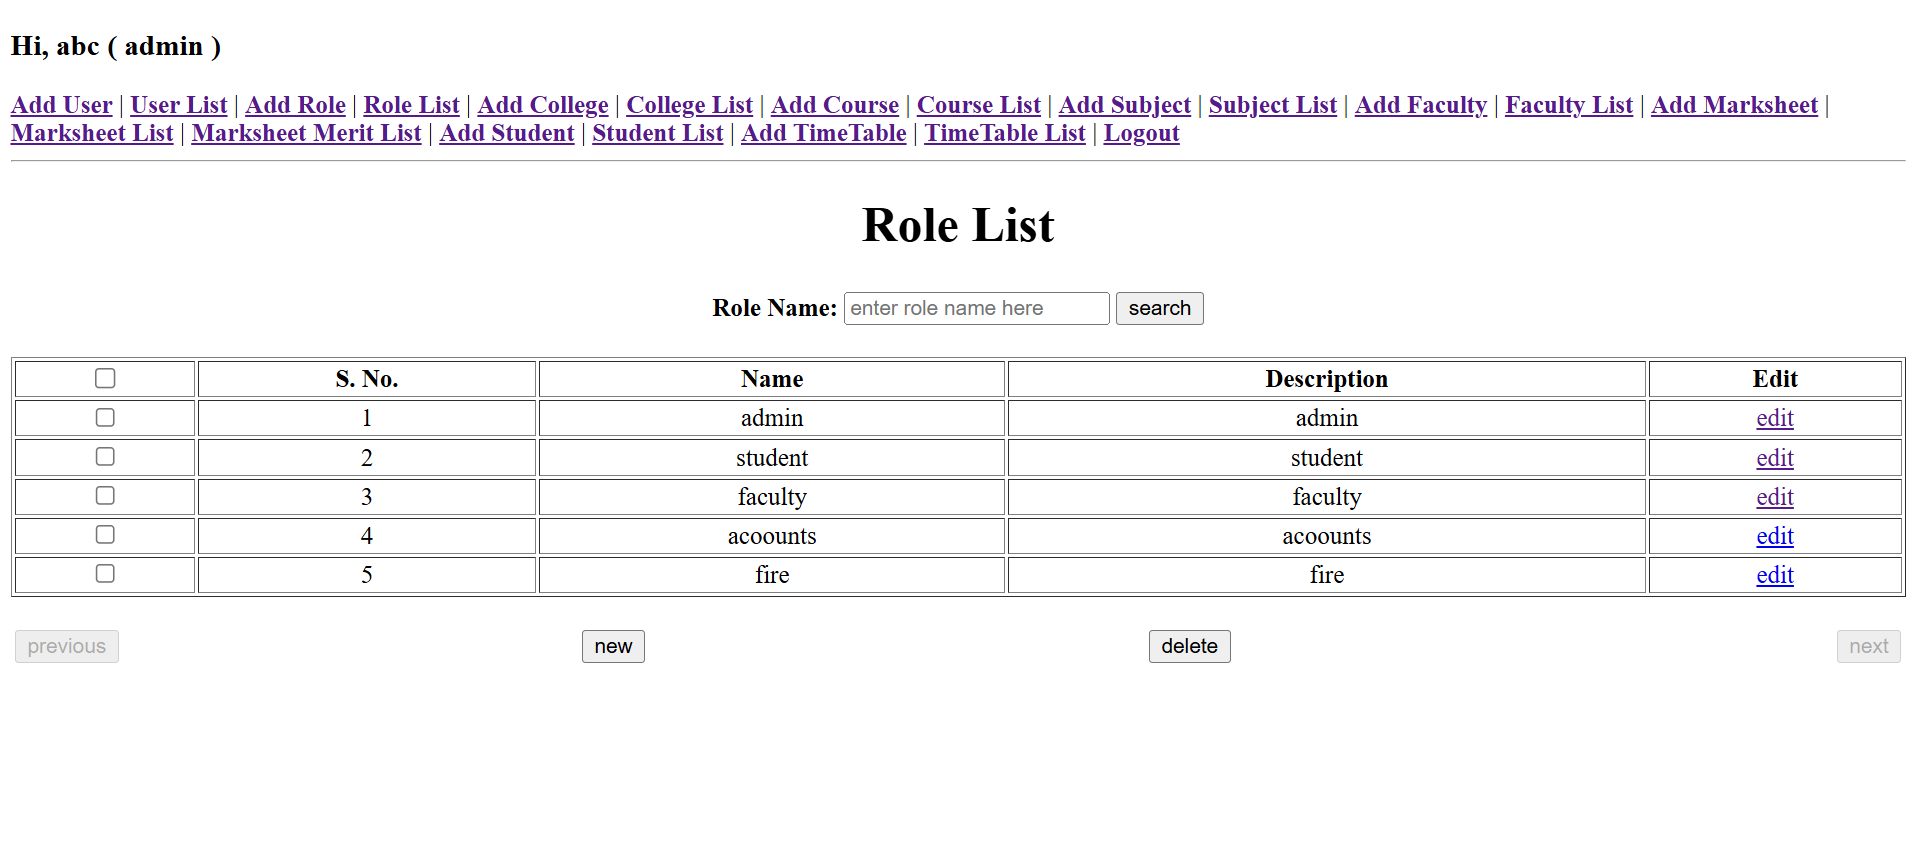 Hi, abc ( admin )
Add User | User List | Add Role | Role List | Add College | College List | Add Course | Course List | Add Subject | Subject List | Add Faculty | Faculty List | Add Marksheet |
Marksheet List | Marksheet Merit List | Add Student | Student List | Add TimeTable | TimeTable List | Logout
Role List
Role Name: enter role name here search
S. No. Name Description Edit
1 admin admin edit
2 student student edit
3 faculty faculty edit
4 acoounts acoounts edit
5 fire fire edit
previous new delete next